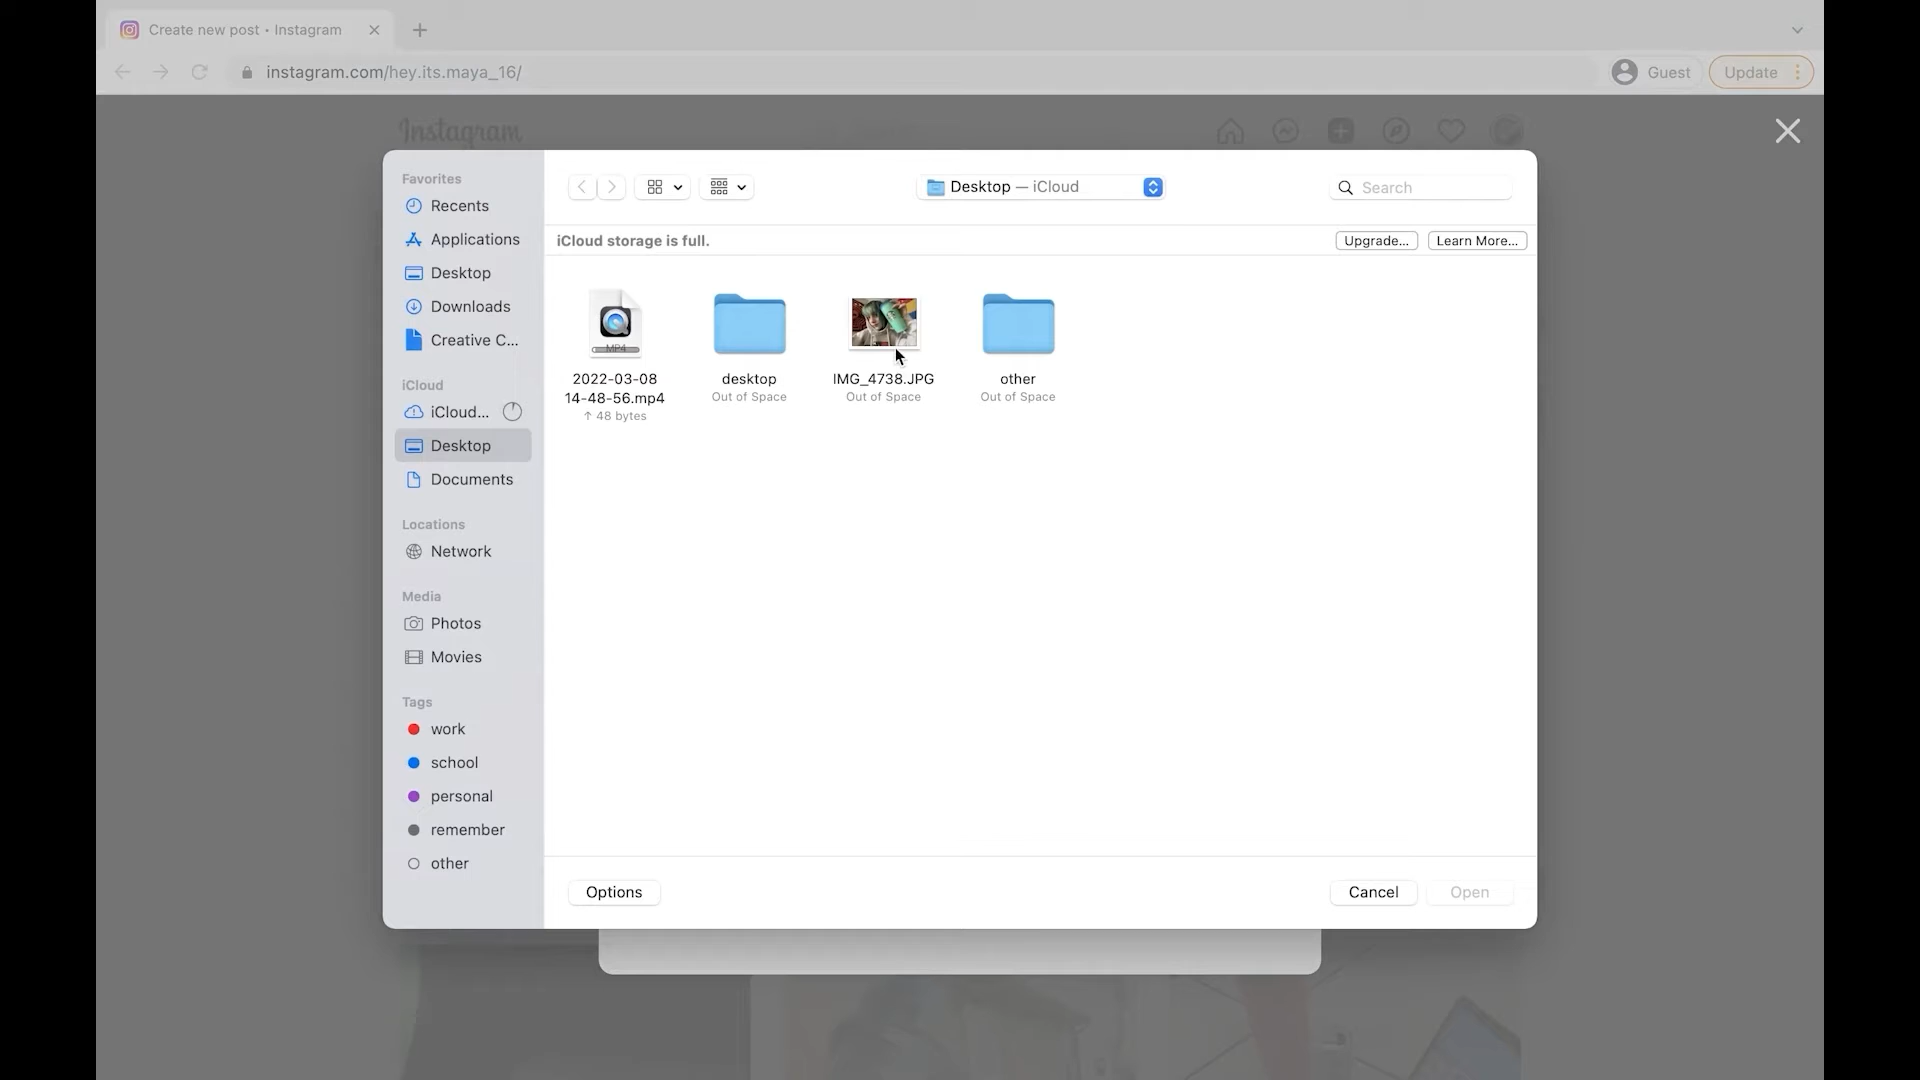 Create new post • Instagram
instagram.com/hey.its.maya_16/
Guest
Update
Instagram
Favorites
Recents
Applications
Desktop
Downloads
Creative C...
iCloud
iCloud...
Desktop
Documents
Locations
Network
Media
Photos
Movies
Tags
work
school
personal
remember
other
Desktop — iCloud
Search
iCloud storage is full.
Upgrade...
Learn More...
MP4
2022-03-08
14-48-56.mp4
↑ 48 bytes
desktop
Out of Space
IMG_4738.JPG
Out of Space
other
Out of Space
Options
Cancel
Open